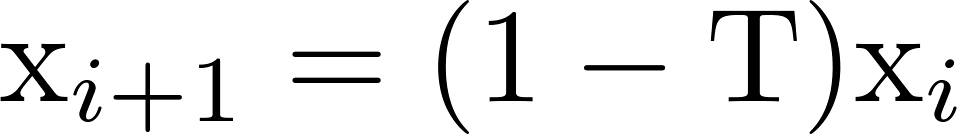 x_{i+1} = (1 − T)x_i